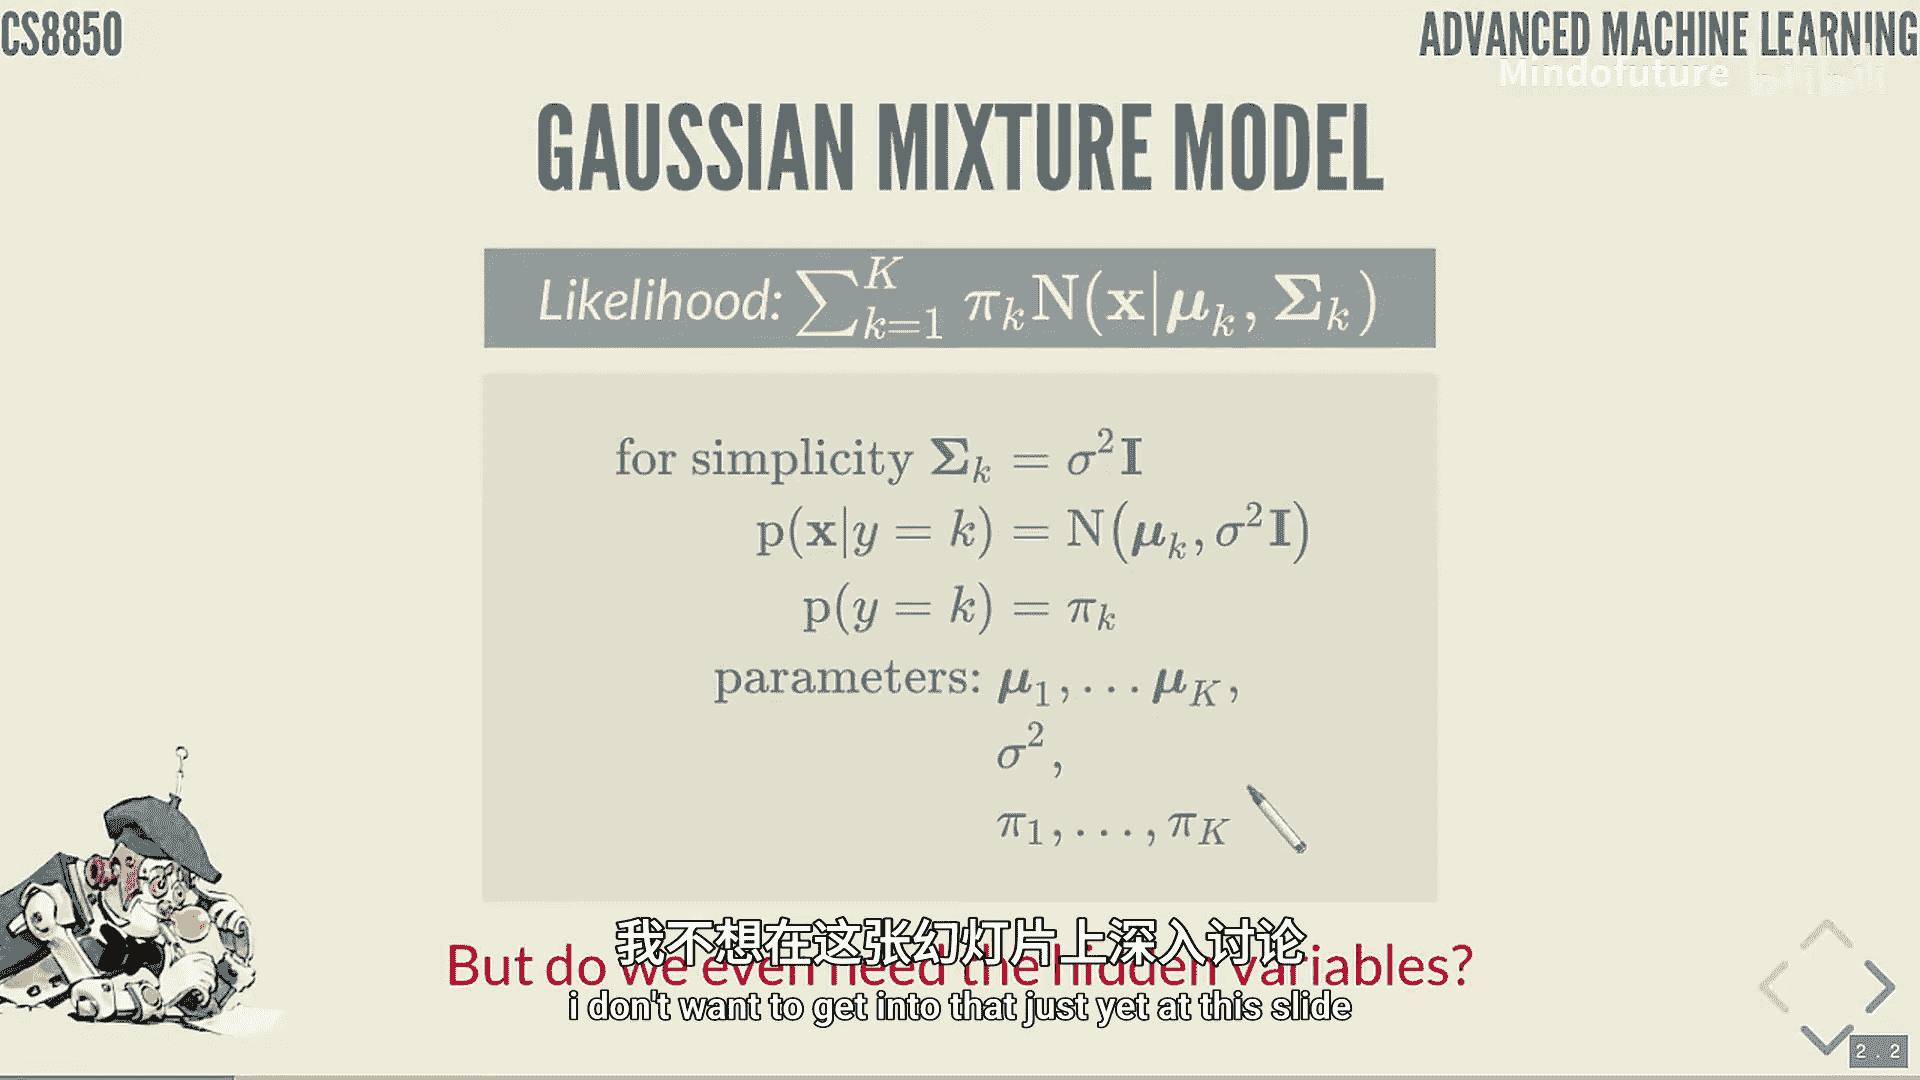 CS8850
ADVANCED MACHINE LEARNING
Mindofuture bilibili
GAUSSIAN MIXTURE MODEL
Likelihood: ∑_{k=1}^{K} π_k N(x|μ_k, Σ_k)
for simplicity Σ_k = σ²I
p(x|y = k) = N(μ_k, σ²I)
p(y = k) = π_k
parameters: μ_1, . . . μ_K,
σ²,
π_1, . . . , π_K
我不想在这张幻灯片上深入讨论
But do we even need the hidden variables?
i don't want to get into that just yet at this slide
2 . 2